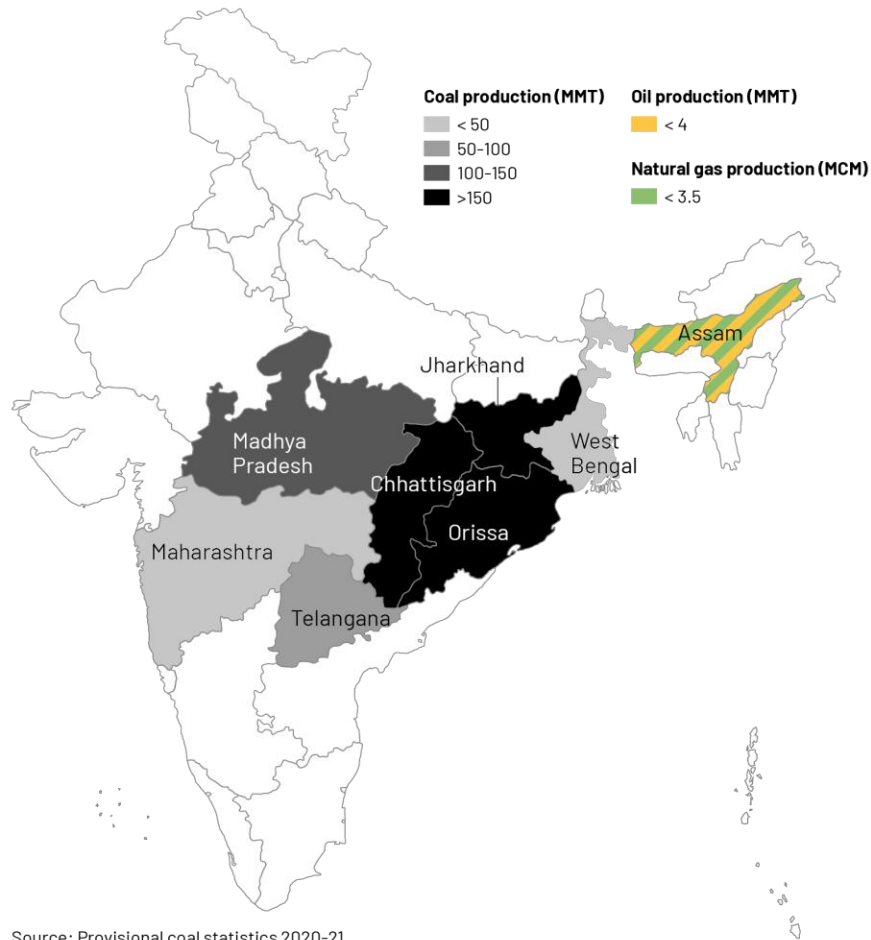 Coal production (MMT)
< 50
50-100
100-150
>150
Oil production (MMT)
< 4
Natural gas production (MCM)
< 3.5
Assam
Jharkhand
Madhya
Pradesh
West
Bengal
Chhattisgarh
Orissa
Maharashtra
Telangana
Source: Provisional coal statistics 2020-21